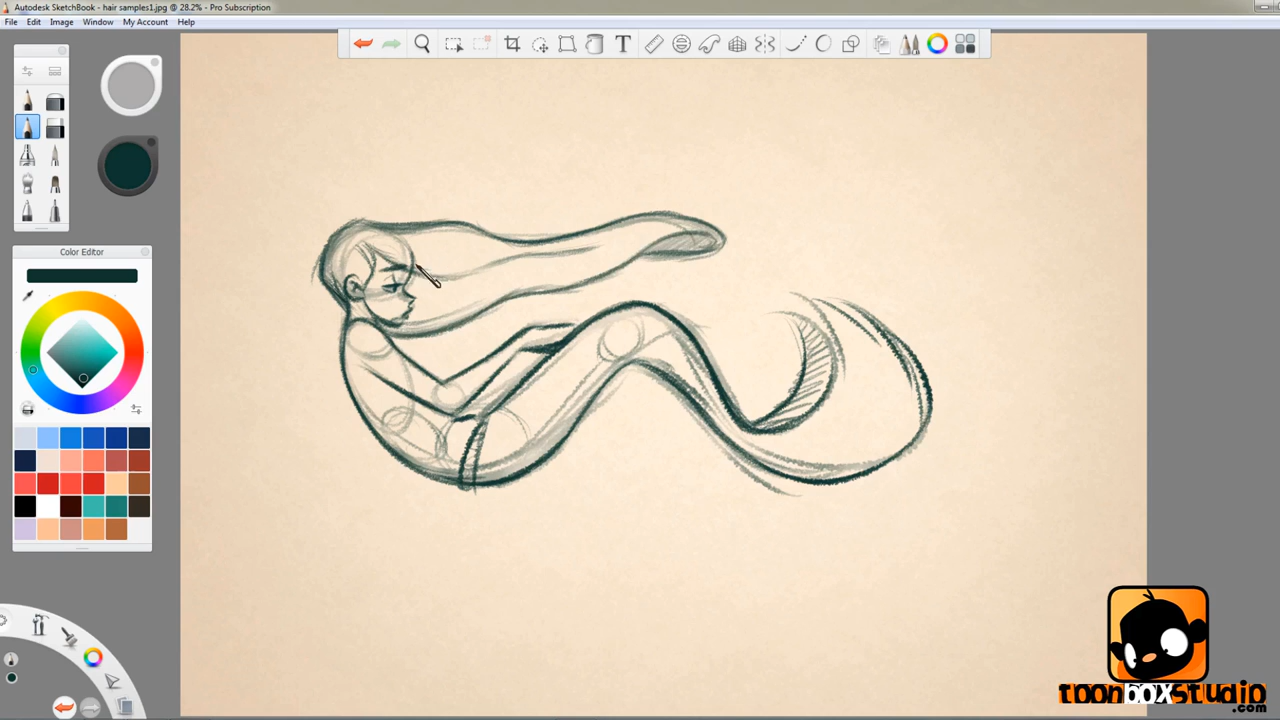 Autodesk SketchBook - hair samples1.jpg @ 28.2% - Pro Subscription
File Edit Image Window My Account Help
T
Color Editor
toonboxstudio
.com